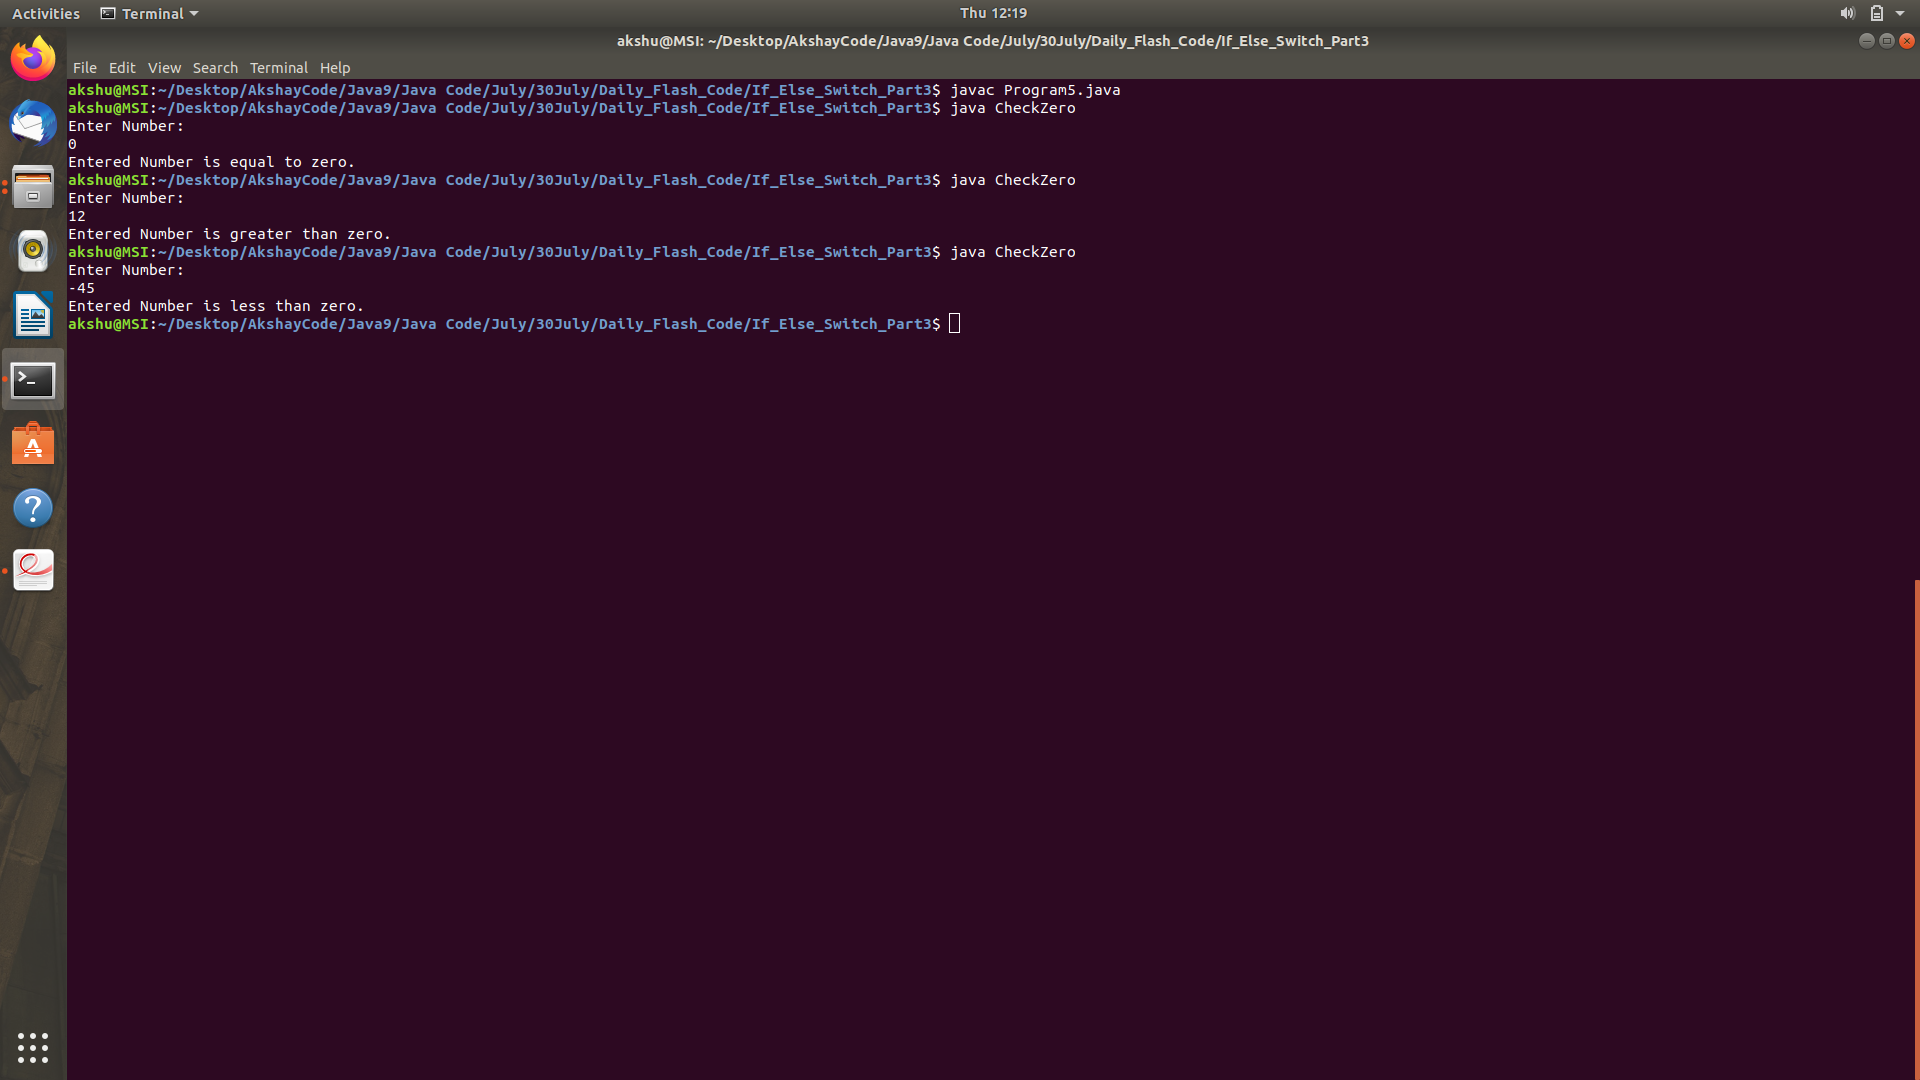 Activities
Terminal
Thu 12:19
akshu@MSI: ~/Desktop/AkshayCode/Java9/Java Code/July/30July/Daily_Flash_Code/If_Else_Switch_Part3
File Edit View Search Terminal Help
akshu@MSI:~/Desktop/AkshayCode/Java9/Java Code/July/30July/Daily_Flash_Code/If_Else_Switch_Part3$ javac Program5.java
akshu@MSI:~/Desktop/AkshayCode/Java9/Java Code/July/30July/Daily_Flash_Code/If_Else_Switch_Part3$ java CheckZero
Enter Number:
0
Entered Number is equal to zero.
akshu@MSI:~/Desktop/AkshayCode/Java9/Java Code/July/30July/Daily_Flash_Code/If_Else_Switch_Part3$ java CheckZero
Enter Number:
12
Entered Number is greater than zero.
akshu@MSI:~/Desktop/AkshayCode/Java9/Java Code/July/30July/Daily_Flash_Code/If_Else_Switch_Part3$ java CheckZero
Enter Number:
-45
Entered Number is less than zero.
akshu@MSI:~/Desktop/AkshayCode/Java9/Java Code/July/30July/Daily_Flash_Code/If_Else_Switch_Part3$